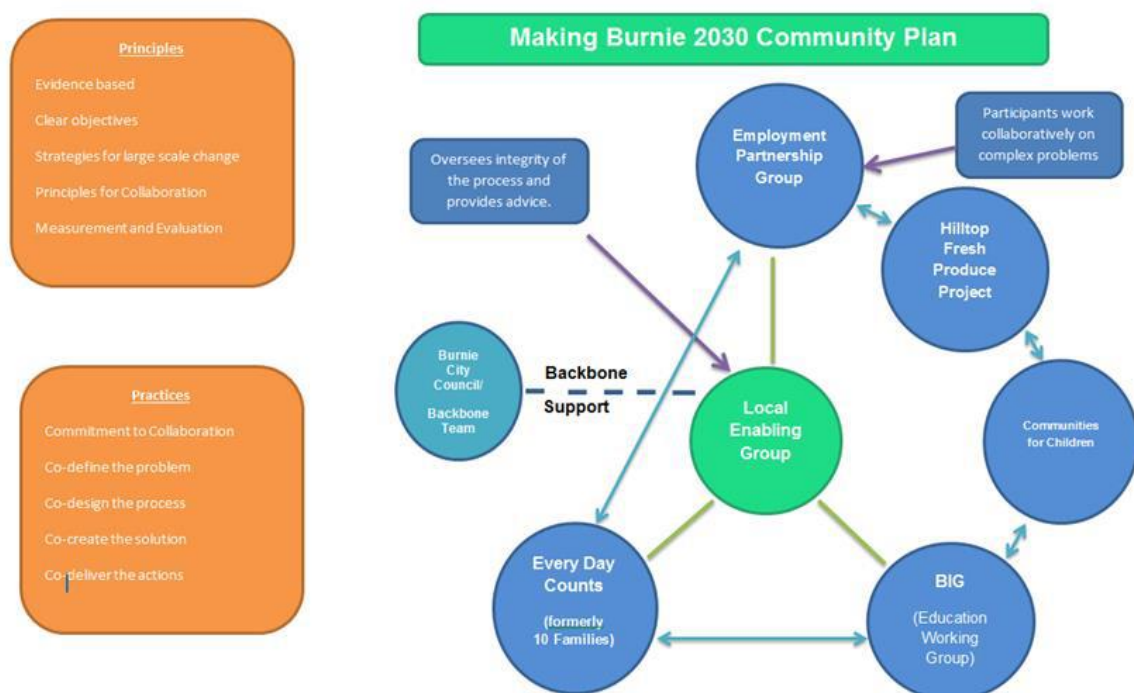 Principles
Evidence based
Clear objectives
Strategies for large scale change
Principles for Collaboration
Measurement and Evaluation
Practices
Commitment to Collaboration
Co-define the problem
Co-design the process
Co-create the solution
Co-deliver the actions
Making Burnie 2030 Community Plan
Oversees integrity of
the process and
provides advice.
Employment
Partnership
Group
Participants work
collaboratively on
complex problems
Hilltop
Fresh
Produce
Project
Burnie
City
Council/
Backbone
Team
Backbone
Support
Local
Enabling
Group
Communities
for Children
Every Day
Counts
(formerly
10 Families)
BIG
(Education
Working
Group)